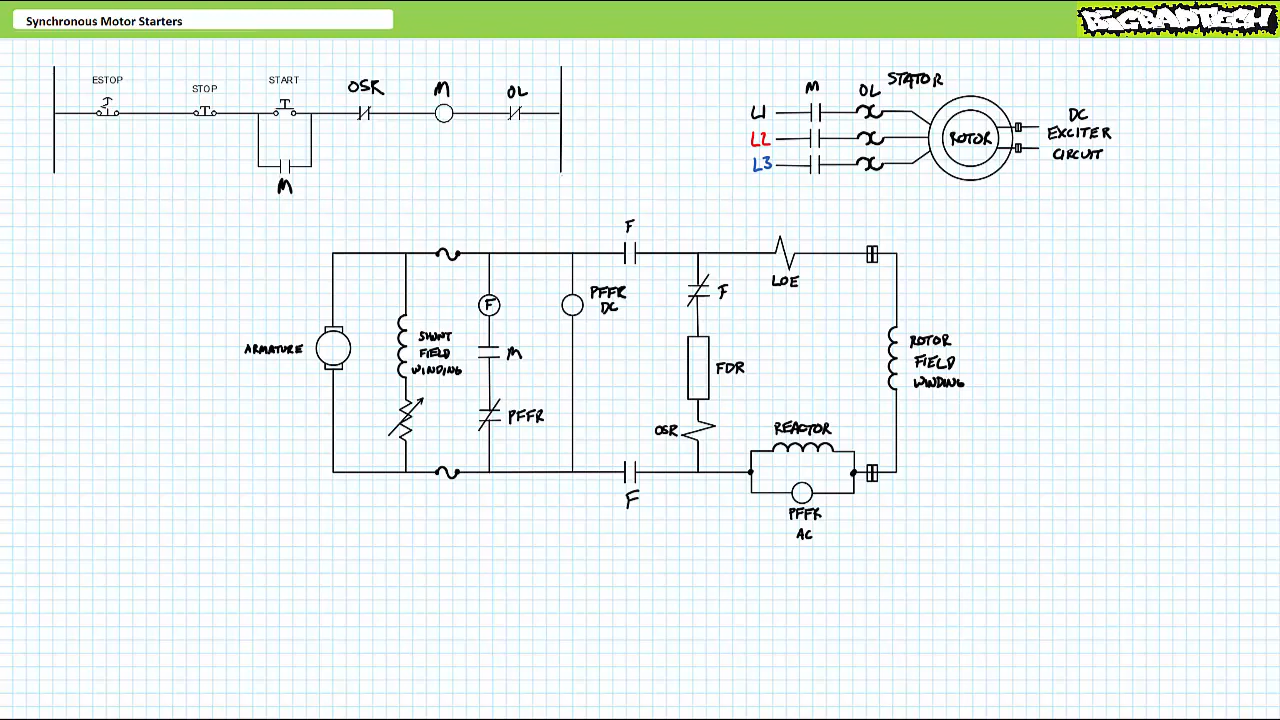 Synchronous Motor Starters
BIGBADTECH
ESTOP
STOP
START
OSR
M
OL
M
M
OL
STATOR
L1
L2
L3
ROTOR
DC
EXCITER
CIRCUIT
F
ARMATURE
SHUNT
FIELD
WINDING
F
M
PFFR
PFFR
DC
F
FDR
OSR
LOE
ROTOR
FIELD
WINDING
REACTOR
PFFR
AC
F